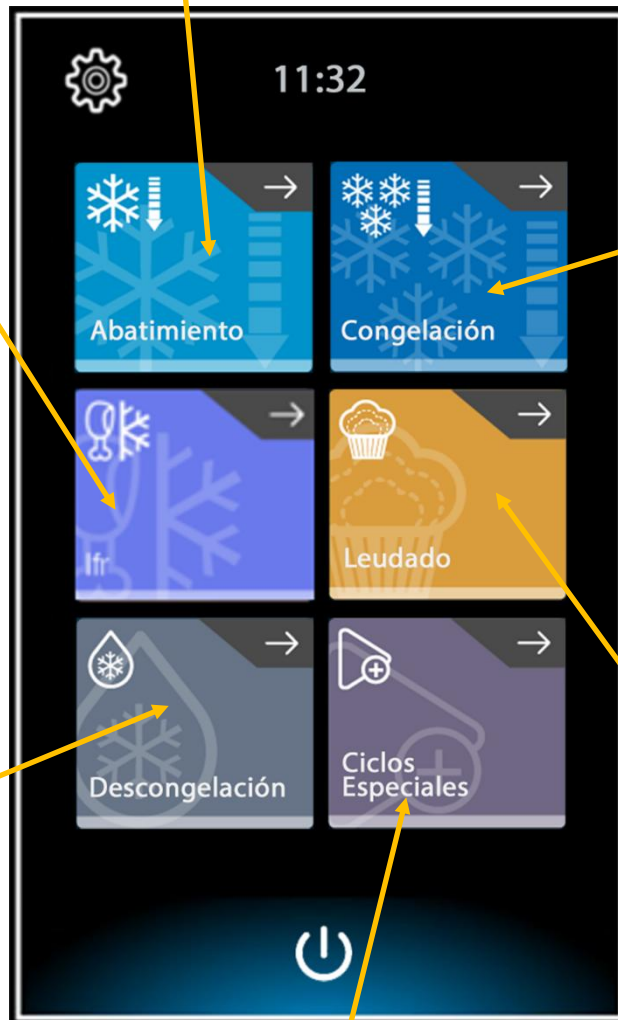 11:32
Abatimiento
Congelación
Ifr
Leudado
Descongelación
Ciclos
Especiales